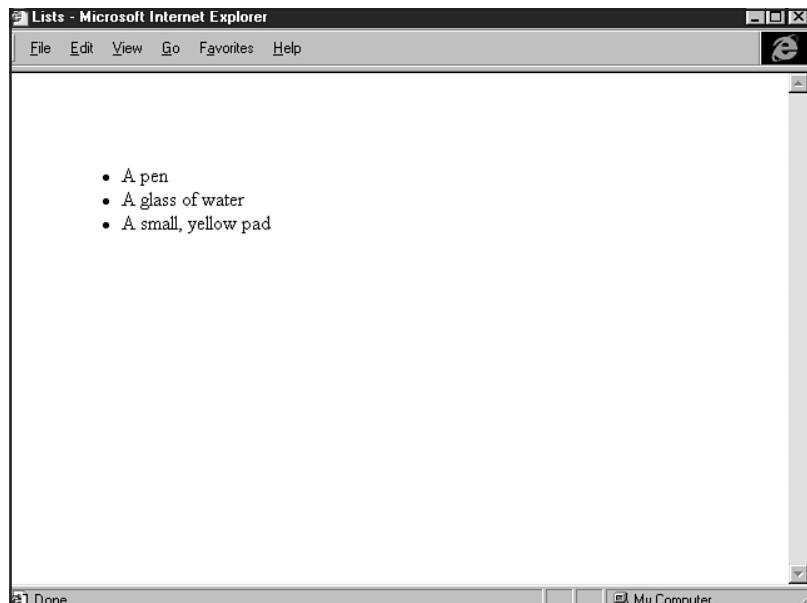 Lists - Microsoft Internet Explorer
File Edit View Go Favorites Help
• A pen
• A glass of water
• A small, yellow pad
Done My Computer